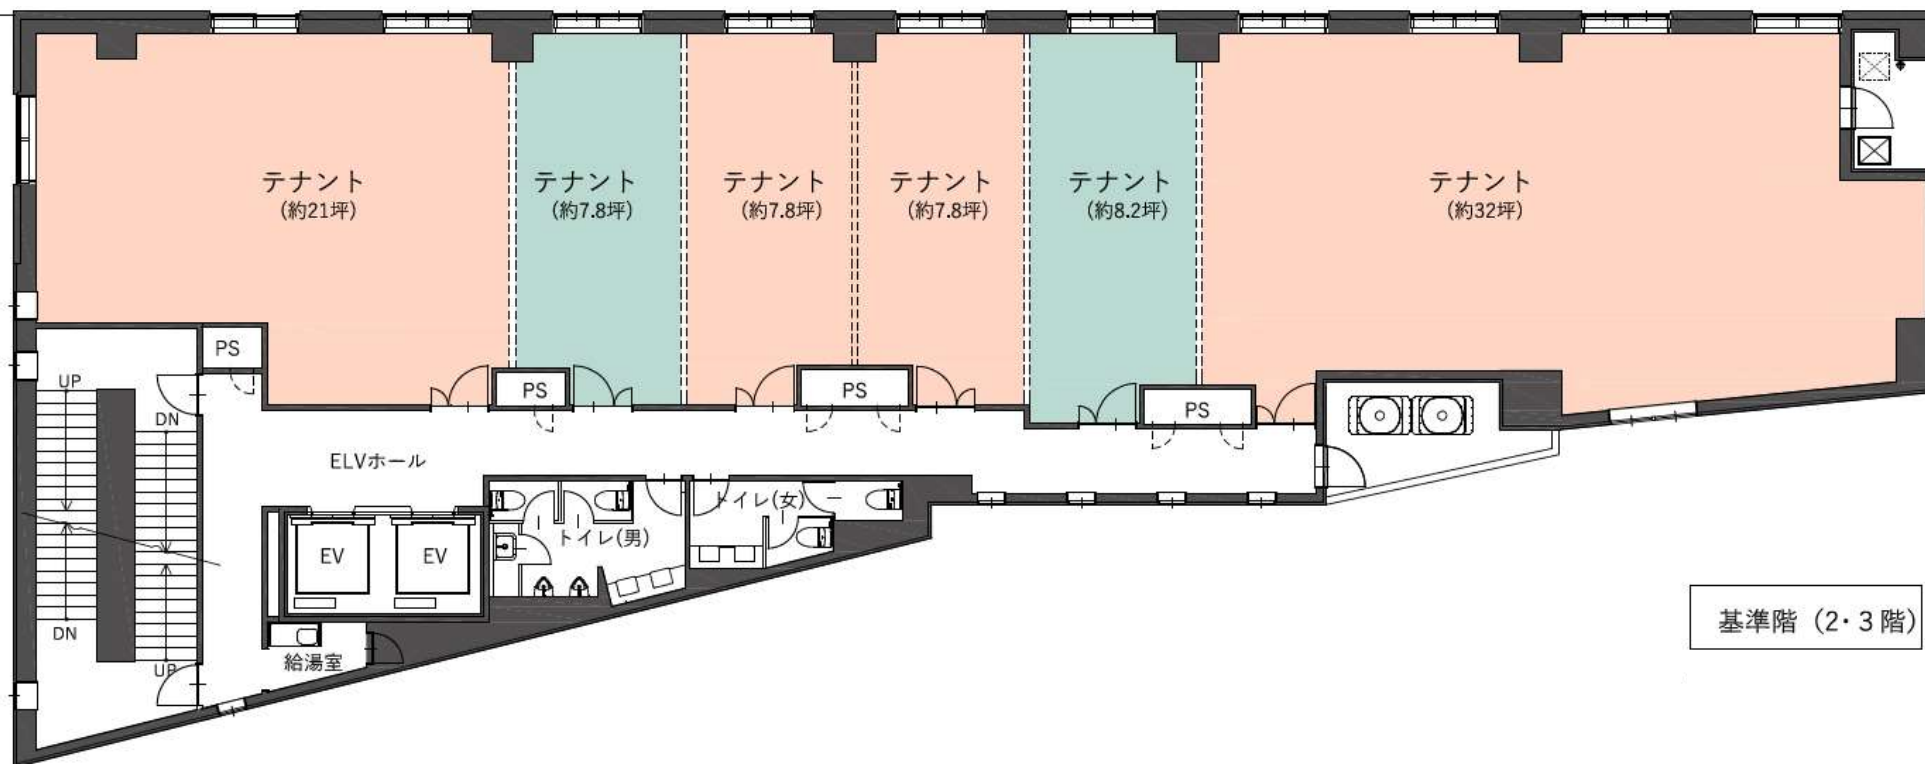 テナント
(約21坪)
テナント
(約7.8坪)
テナント
(約7.8坪)
テナント
(約7.8坪)
テナント
(約8.2坪)
テナント
(約32坪)
PS
PS
PS
PS
UP
DN
ELVホール
トイレ(女)
トイレ(男)
EV
EV
DN
UP
給湯室
基準階（2・3階）